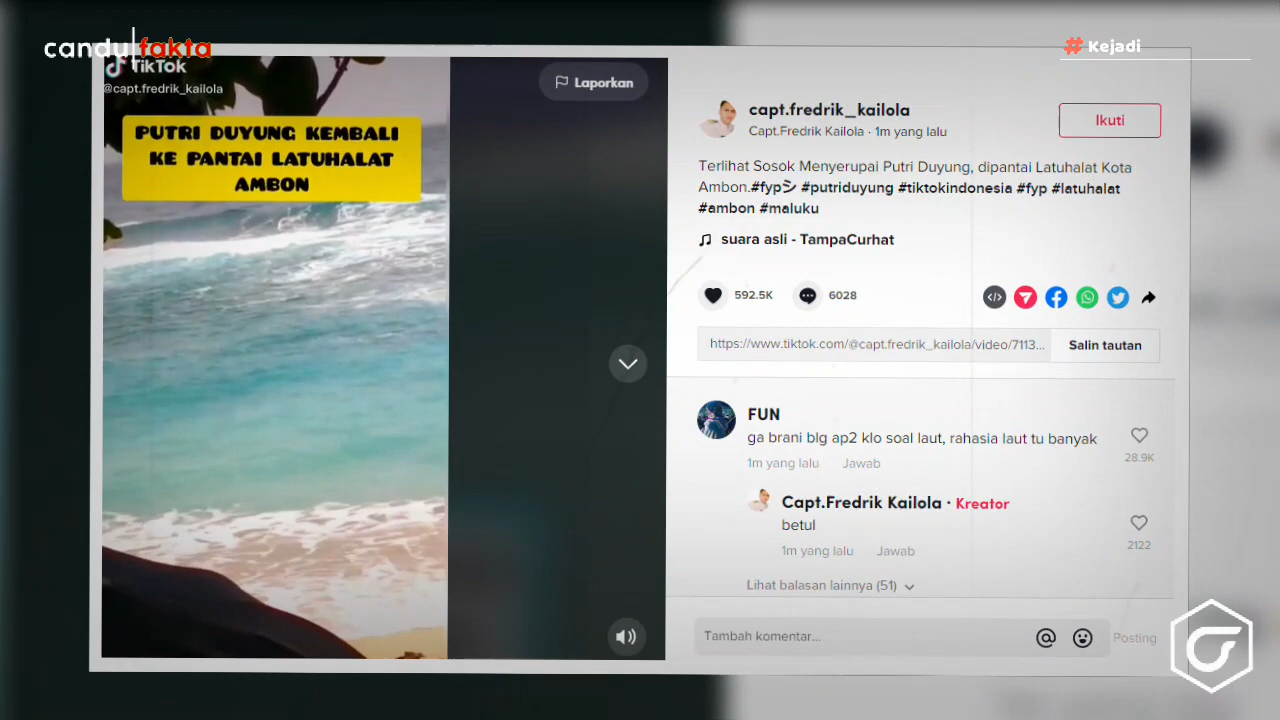 candu fakta
# Kejadi
TikTok
@capt.fredrik_kailola
PUTRI DUYUNG KEMBALI
KE PANTAI LATUHALAT
AMBON
Laporkan
capt.fredrik_kailola
Capt.Fredrik Kailola · 1m yang lalu
Ikuti
Terlihat Sosok Menyerupai Putri Duyung, dipantai Latuhalat Kota
Ambon.#fypシ #putriduyung #tiktokindonesia #fyp #latuhalat
#ambon #maluku
suara asli - TampaCurhat
592.5K
6028
https://www.tiktok.com/@capt.fredrik_kailola/video/7113...
Salin tautan
FUN
ga brani blg ap2 klo soal laut, rahasia laut tu banyak
28.9K
1m yang lalu Jawab
Capt.Fredrik Kailola · Kreator
betul
2122
1m yang lalu Jawab
Lihat balasan lainnya (51)
Tambah komentar...
Posting